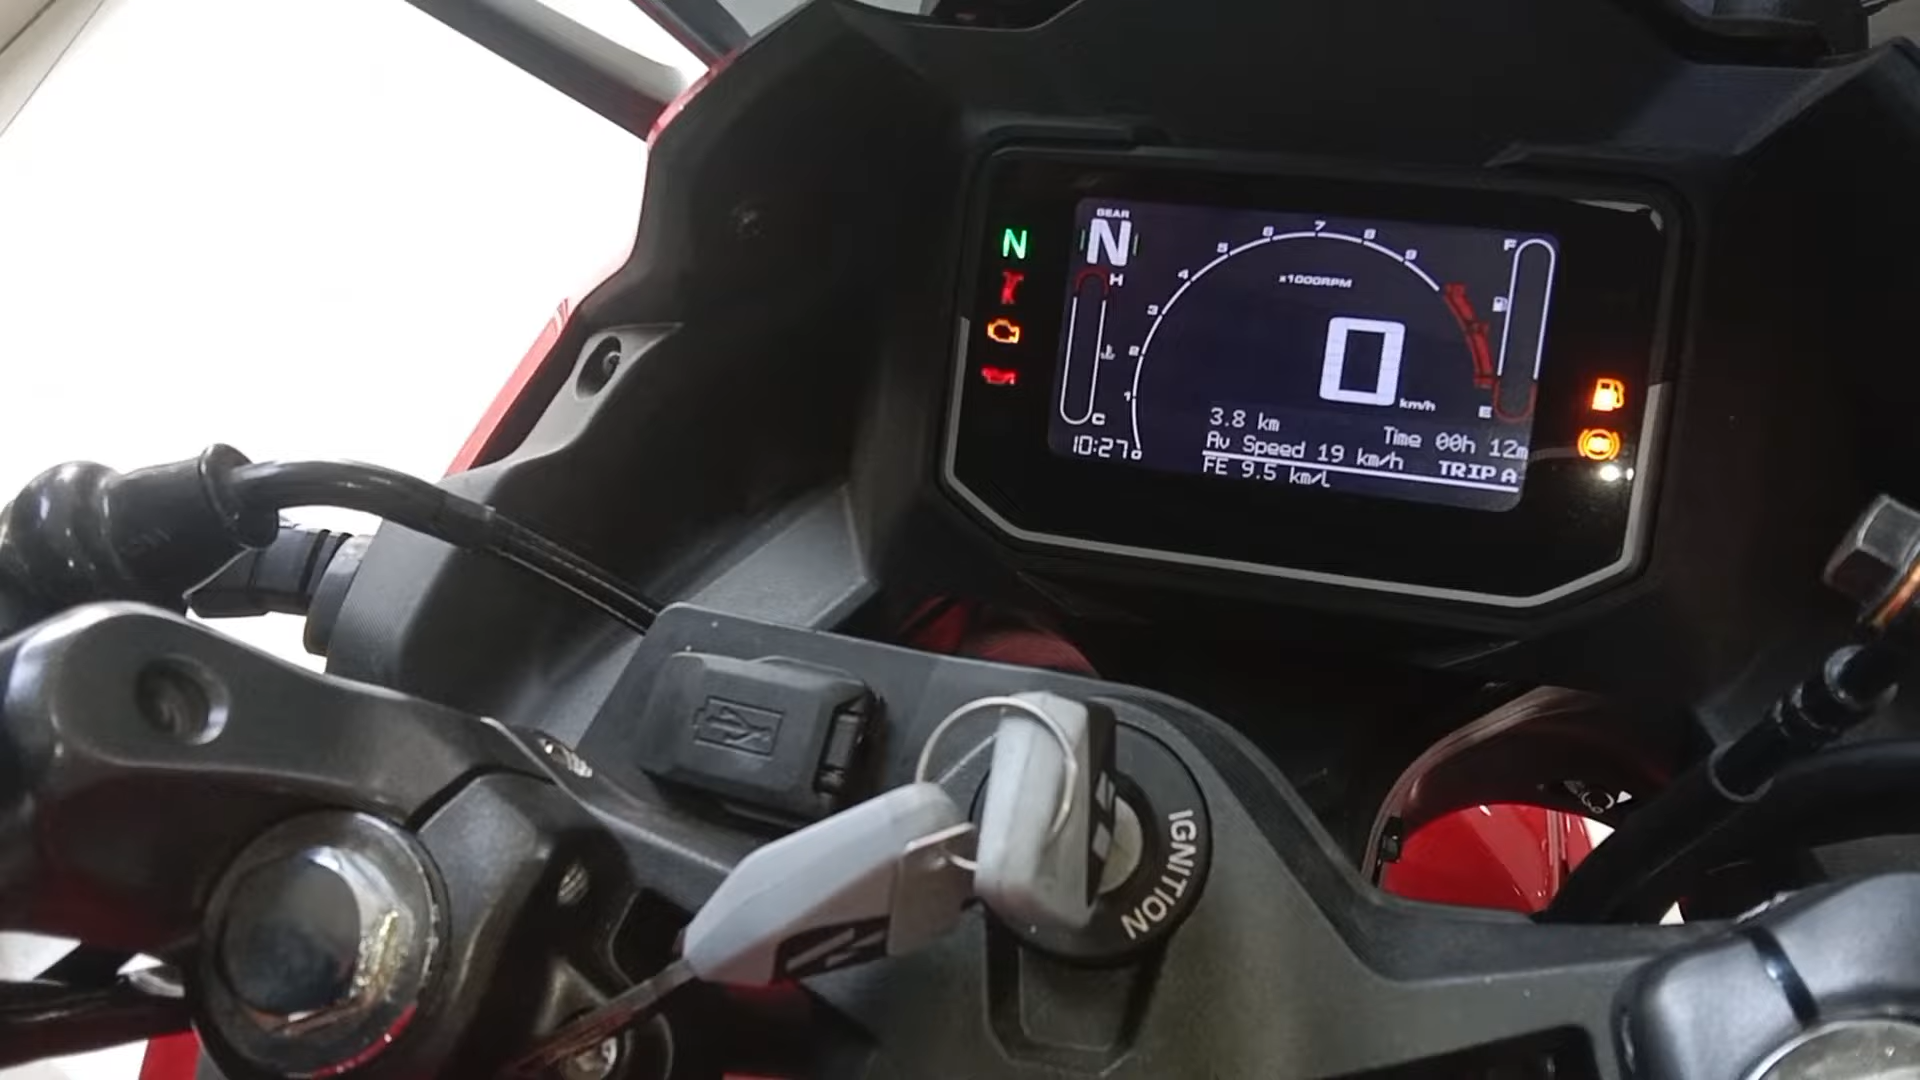 GEAR
N
N
H
C
10:27
1
2
3
4
5
6
7
8
9
10
x1000RPM
F
E
0
km/h
3.8 km
Time 00h 12m
Av Speed 19 km/h
TRIP A
FE 9.5 km/L
IGNITION